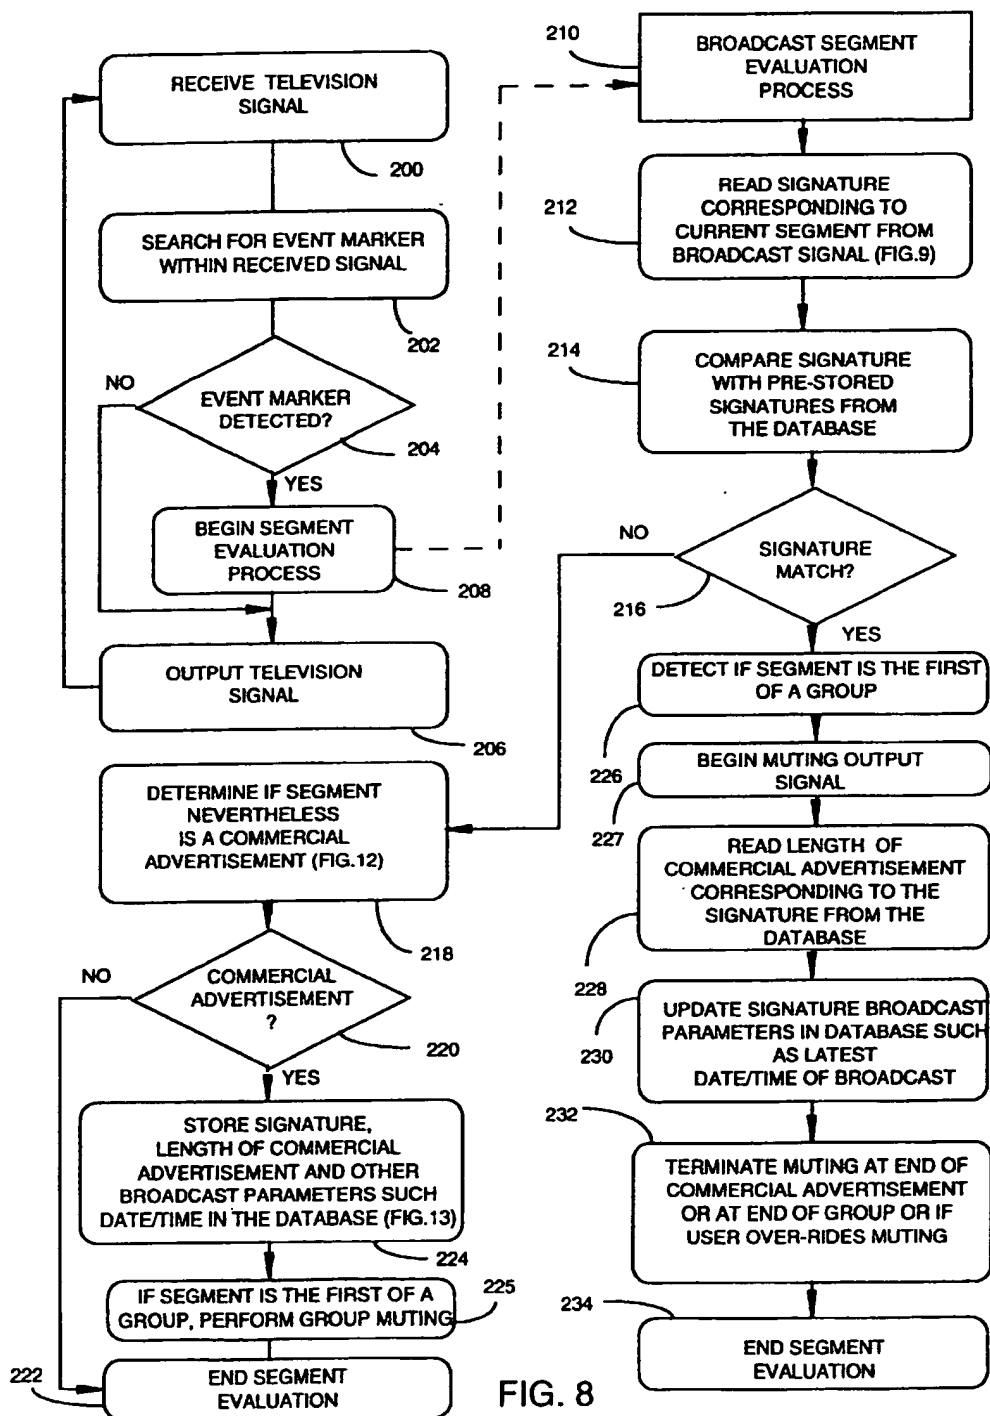 RECEIVE TELEVISION
SIGNAL
200
SEARCH FOR EVENT MARKER
WITHIN RECEIVED SIGNAL
202
NO
EVENT MARKER
DETECTED?
204
YES
BEGIN SEGMENT
EVALUATION
PROCESS
208
OUTPUT TELEVISION
SIGNAL
206
210
BROADCAST SEGMENT
EVALUATION
PROCESS
212
READ SIGNATURE
CORRESPONDING TO
CURRENT SEGMENT FROM
BROADCAST SIGNAL (FIG.9)
214
COMPARE SIGNATURE
WITH PRE-STORED
SIGNATURES FROM
THE DATABASE
NO
SIGNATURE
MATCH?
216
YES
DETERMINE IF SEGMENT
NEVERTHELESS
IS A COMMERCIAL
ADVERTISEMENT (FIG.12)
218
NO
COMMERCIAL
ADVERTISEMENT
?
220
YES
STORE SIGNATURE,
LENGTH OF COMMERCIAL
ADVERTISEMENT AND OTHER
BROADCAST PARAMETERS SUCH
DATE/TIME IN THE DATABASE (FIG.13)
224
IF SEGMENT IS THE FIRST OF A
GROUP, PERFORM GROUP MUTING
225
222
END SEGMENT
EVALUATION
DETECT IF SEGMENT IS THE FIRST
OF A GROUP
226
BEGIN MUTING OUTPUT
SIGNAL
227
READ LENGTH OF
COMMERCIAL ADVERTISEMENT
CORRESPONDING TO THE
SIGNATURE FROM THE
DATABASE
228
UPDATE SIGNATURE BROADCAST
PARAMETERS IN DATABASE SUCH
AS LATEST
DATE/TIME OF BROADCAST
230
232
TERMINATE MUTING AT END OF
COMMERCIAL ADVERTISEMENT
OR AT END OF GROUP OR IF
USER OVER-RIDES MUTING
234
END SEGMENT
EVALUATION
FIG. 8